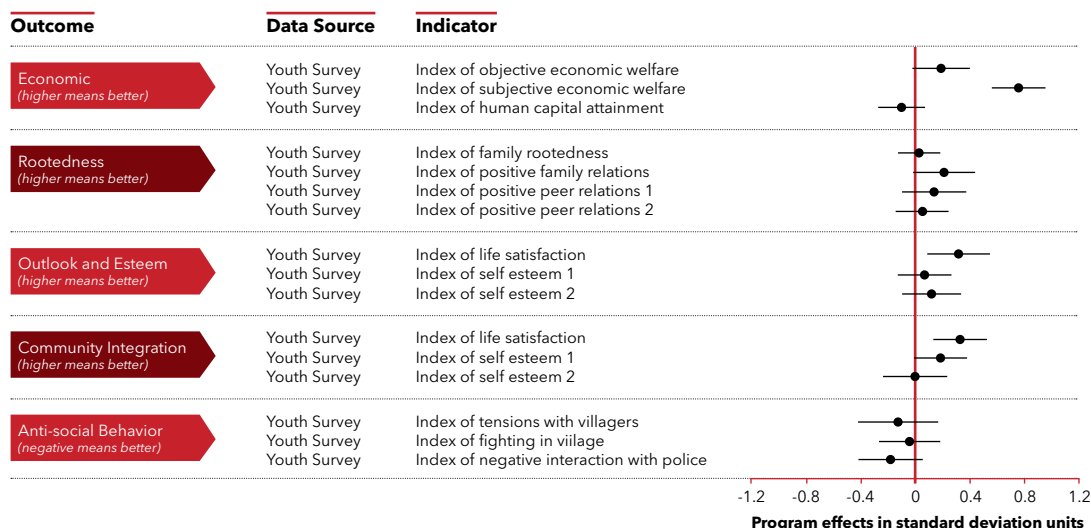 Outcome Data Source Indicator
Economic
(higher means better)
Youth Survey Index of objective economic welfare
Youth Survey Index of subjective economic welfare
Youth Survey Index of human capital attainment
Rootedness
(higher means better)
Youth Survey Index of family rootedness
Youth Survey Index of positive family relations
Youth Survey Index of positive peer relations 1
Youth Survey Index of positive peer relations 2
Outlook and Esteem
(higher means better)
Youth Survey Index of life satisfaction
Youth Survey Index of self esteem 1
Youth Survey Index of self esteem 2
Community Integration
(higher means better)
Youth Survey Index of life satisfaction
Youth Survey Index of self esteem 1
Youth Survey Index of self esteem 2
Anti-social Behavior
(negative means better)
Youth Survey Index of tensions with villagers
Youth Survey Index of fighting in viilage
Youth Survey Index of negative interaction with police
-1.2 -0.8 -0.4 0 0.4 0.8 1.2
Program effects in standard deviation units